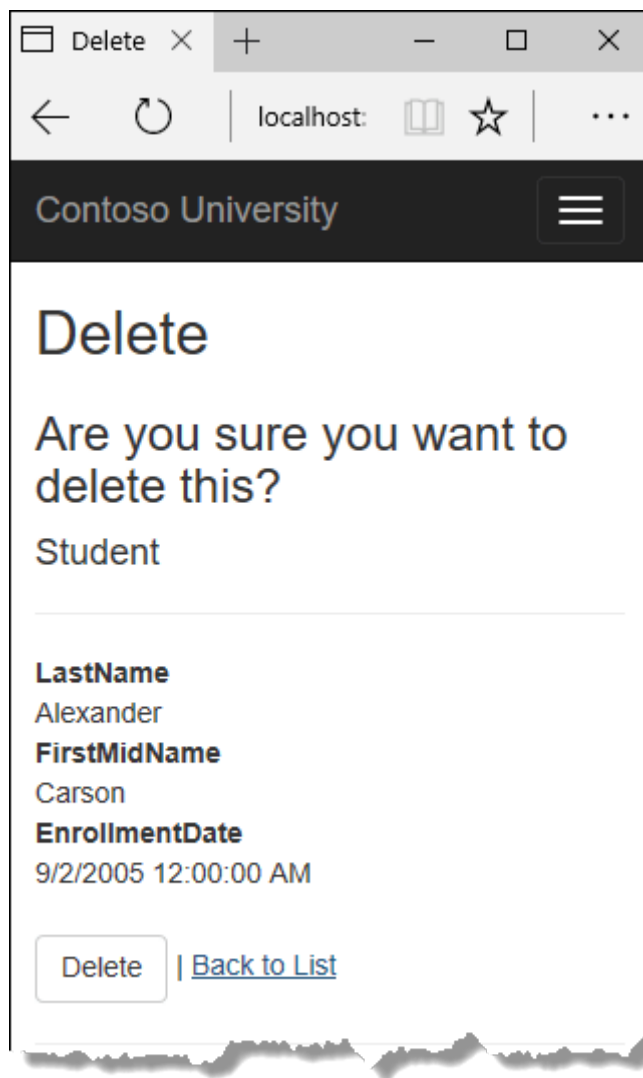 Delete
localhost:
Contoso University
Delete
Are you sure you want to
delete this?
Student
LastName
Alexander
FirstMidName
Carson
EnrollmentDate
9/2/2005 12:00:00 AM
Delete | Back to List